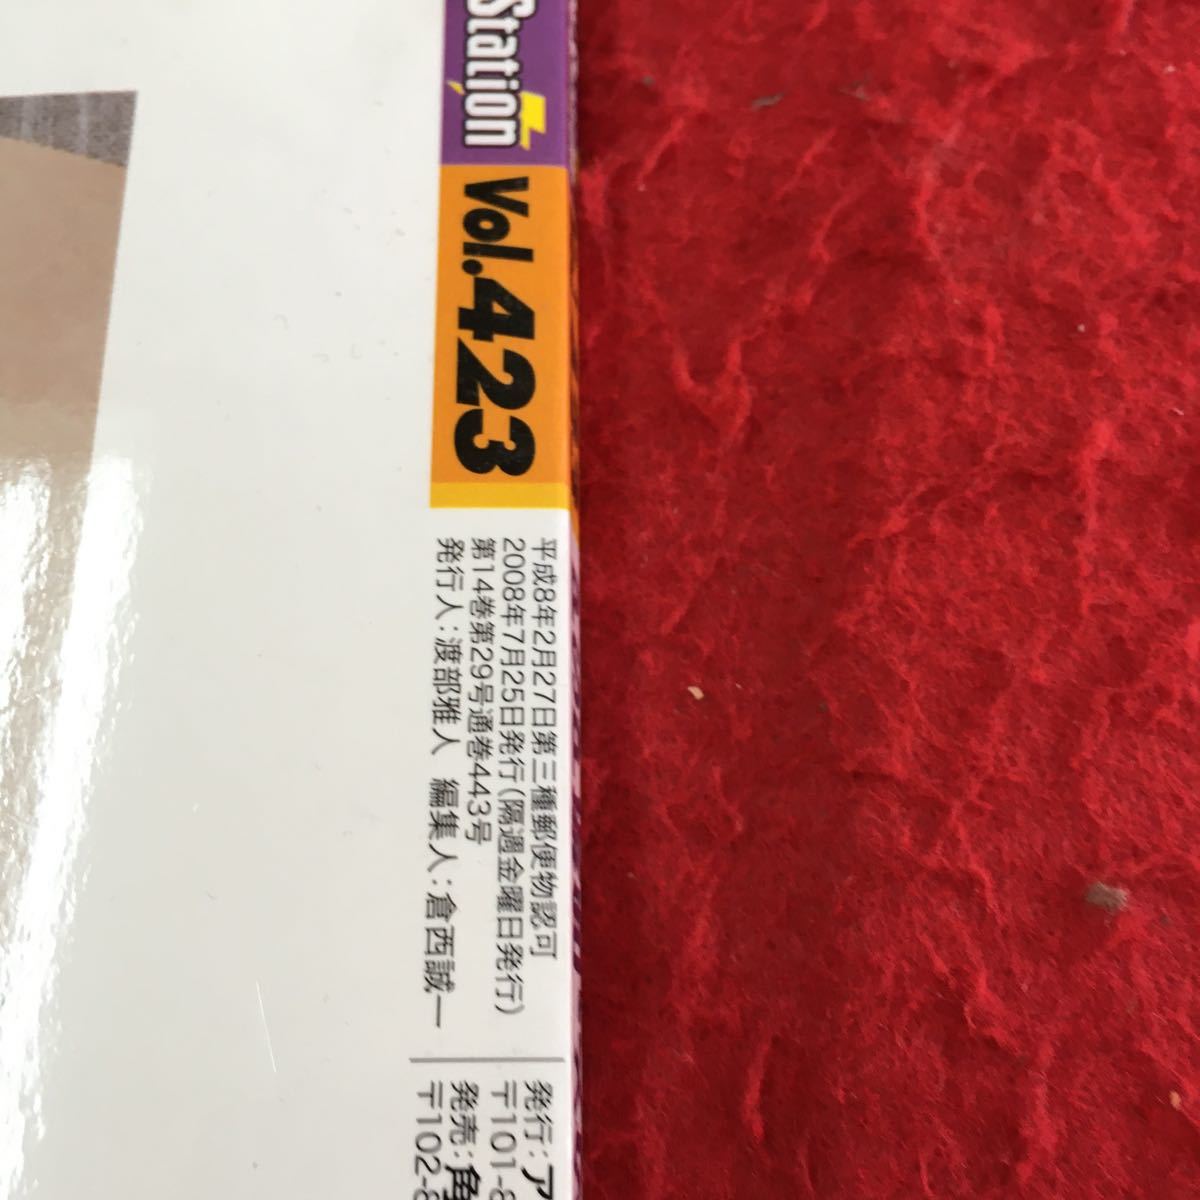 Station
Vol.423
平成8年2月27日第三種郵便物認可
2008年7月25日発行(隔週金曜日発行)
第14巻第29号通巻443号
発行人:渡部雅人 編集人:倉西誠一
発行:ア
〒101-8
発売:角
〒102-8